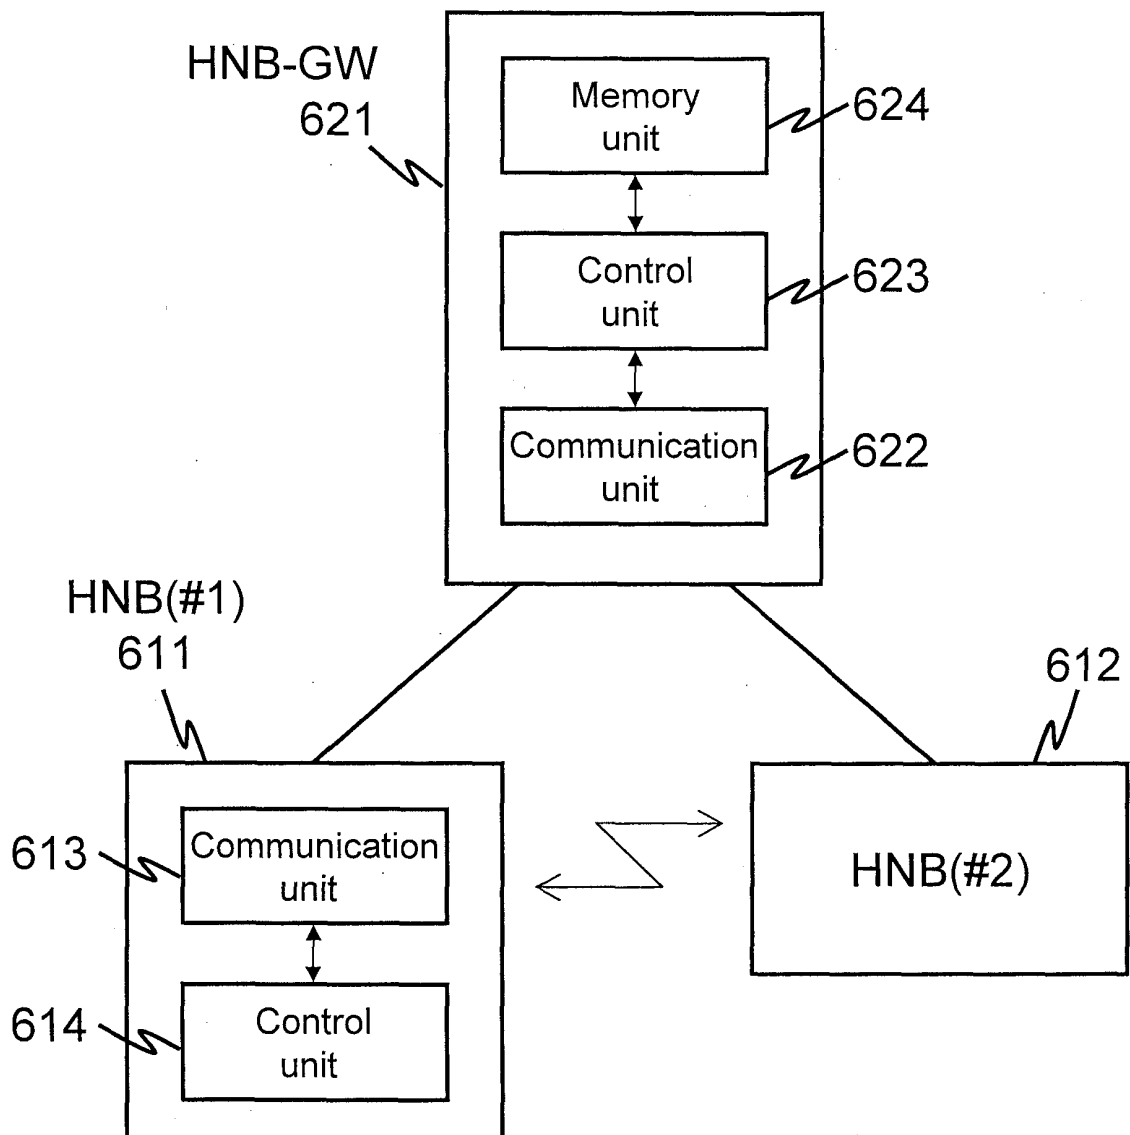 HNB-GW
621
Memory
unit
624
Control
unit
623
Communication
unit
622
HNB(#1)
611
612
613
Communication
unit
HNB(#2)
614
Control
unit